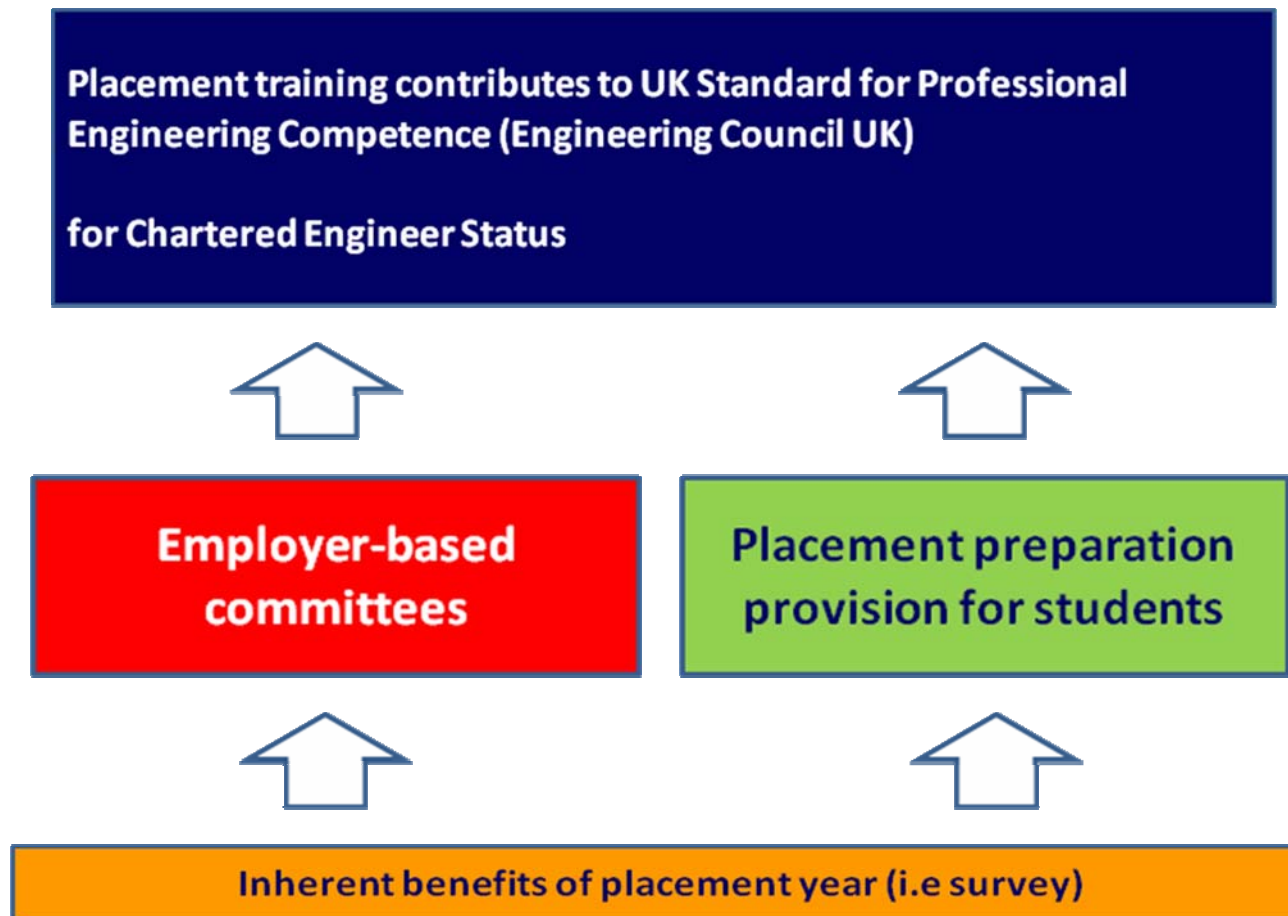 Placement training contributes to UK Standard for Professional
Engineering Competence (Engineering Council UK)
for Chartered Engineer Status
Employer-based
committees
Placement preparation
provision for students
Inherent benefits of placement year (i.e survey)